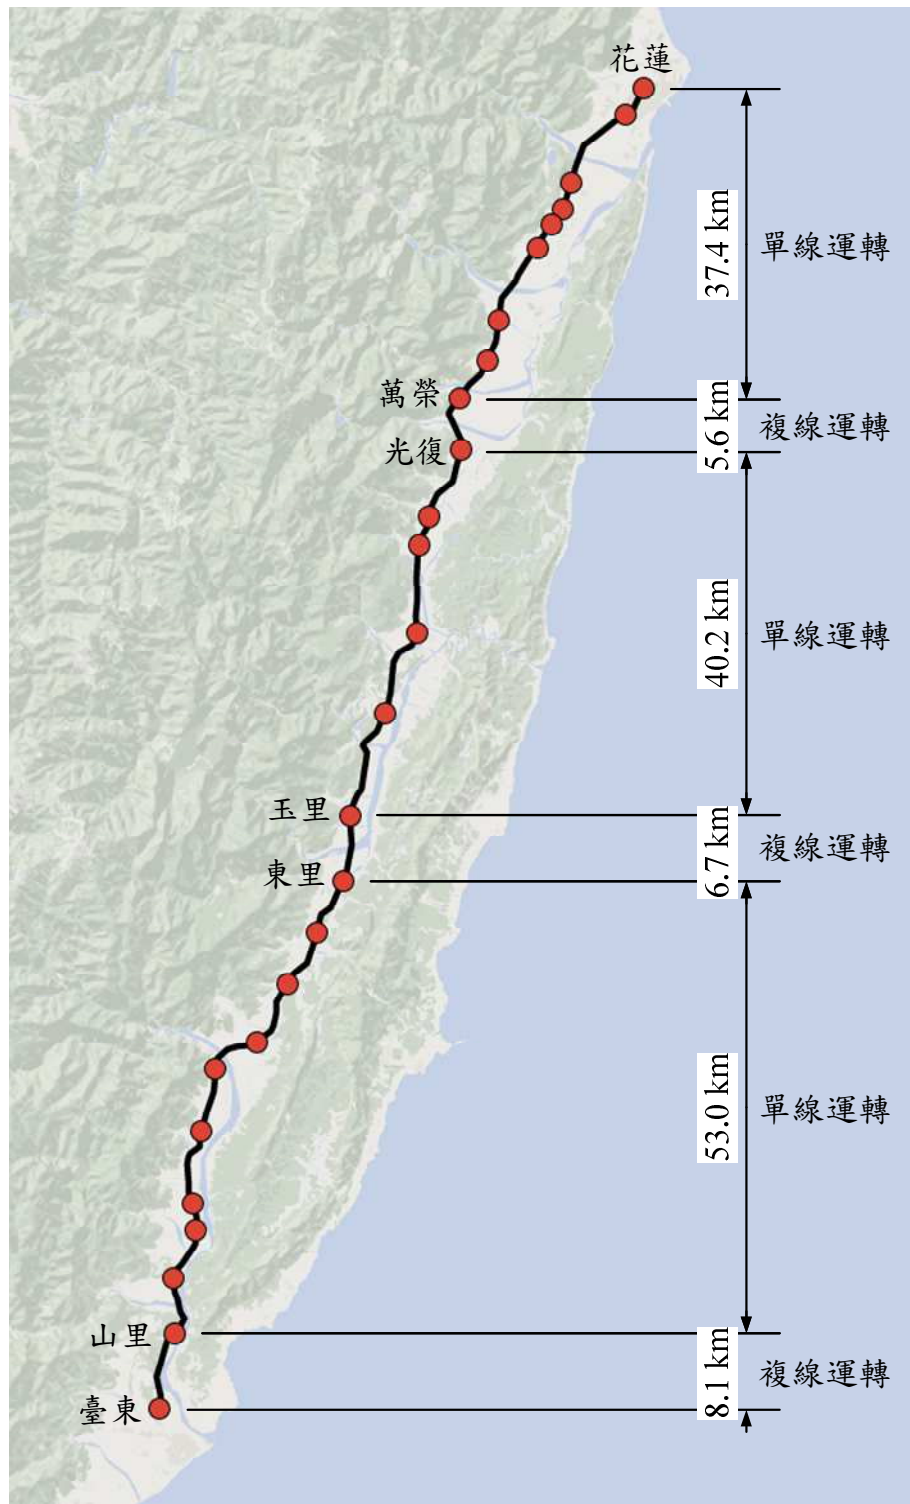 花蓮
37.4 km
單線運轉
萬榮
5.6 km
複線運轉
光復
40.2 km
單線運轉
玉里
6.7 km
複線運轉
東里
53.0 km
單線運轉
山里
8.1 km
複線運轉
臺東